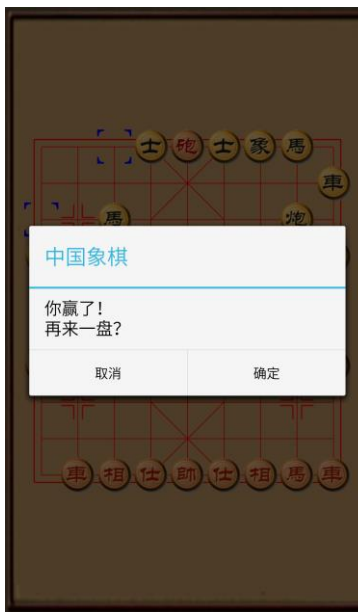 士 砲 士 象 馬
車
馬 炮
中国象棋
你赢了!
再来一盘?
取消 确定
車 相 仕 帥 仕 相 馬 車